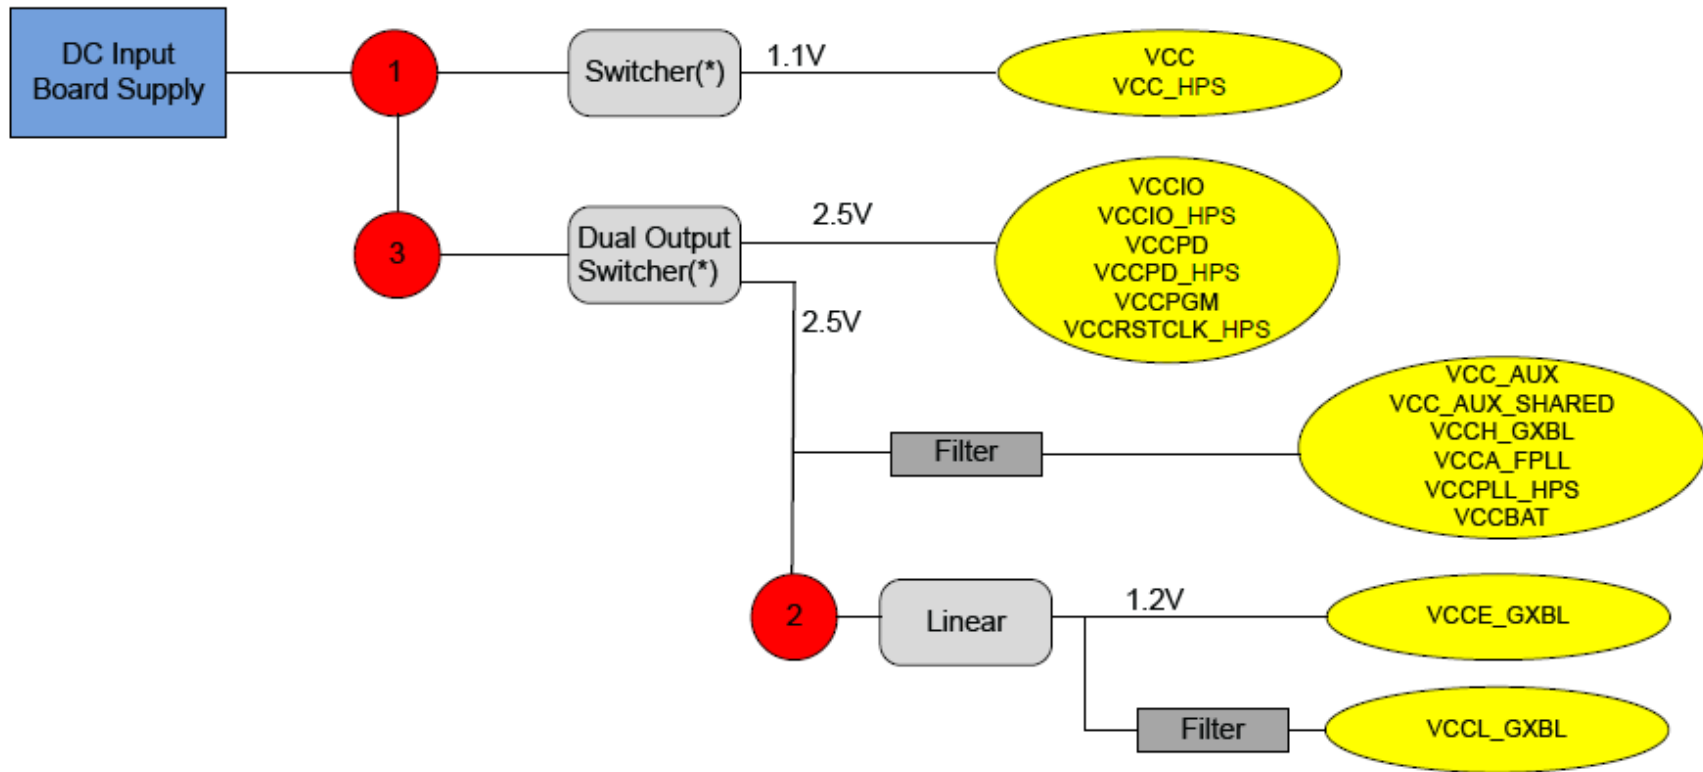 DC Input
Board Supply
1
Switcher(*)
1.1V
VCC
VCC_HPS
3
Dual Output
Switcher(*)
2.5V
VCCIO
VCCIO_HPS
VCCPD
VCCPD_HPS
VCCPGM
VCCRSTCLK_HPS
2.5V
Filter
VCC_AUX
VCC_AUX_SHARED
VCCH_GXBL
VCCA_FPLL
VCCPLL_HPS
VCCBAT
2
Linear
1.2V
VCCE_GXBL
Filter
VCCL_GXBL